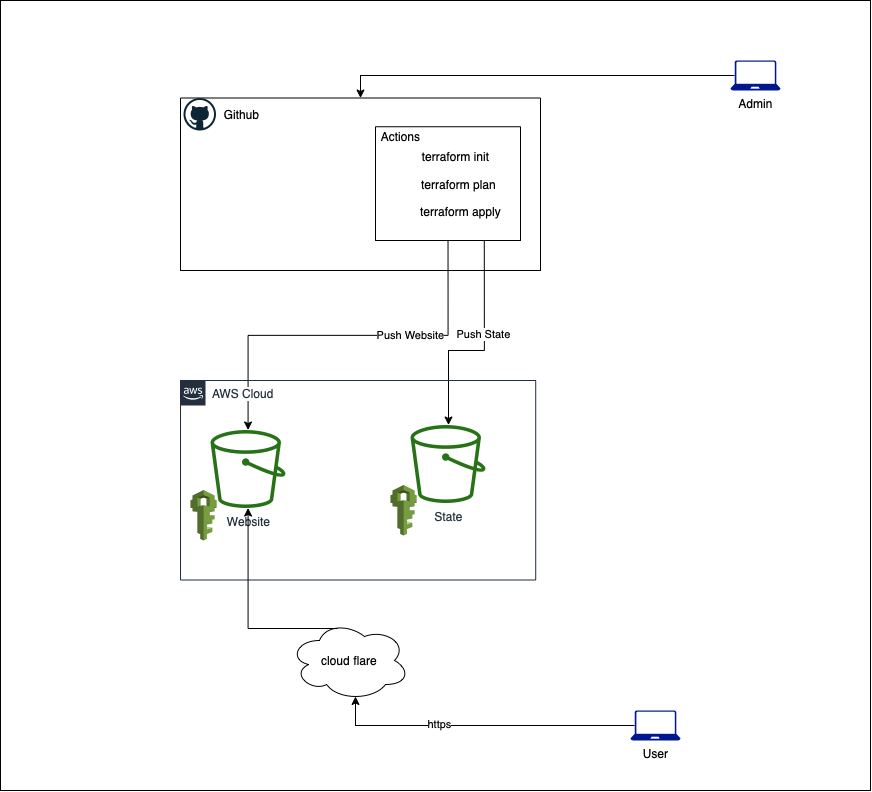 Admin
Github
Actions
terraform init
terraform plan
terraform apply
Push Website
Push State
aws
AWS Cloud
Website
State
cloud flare
https
User